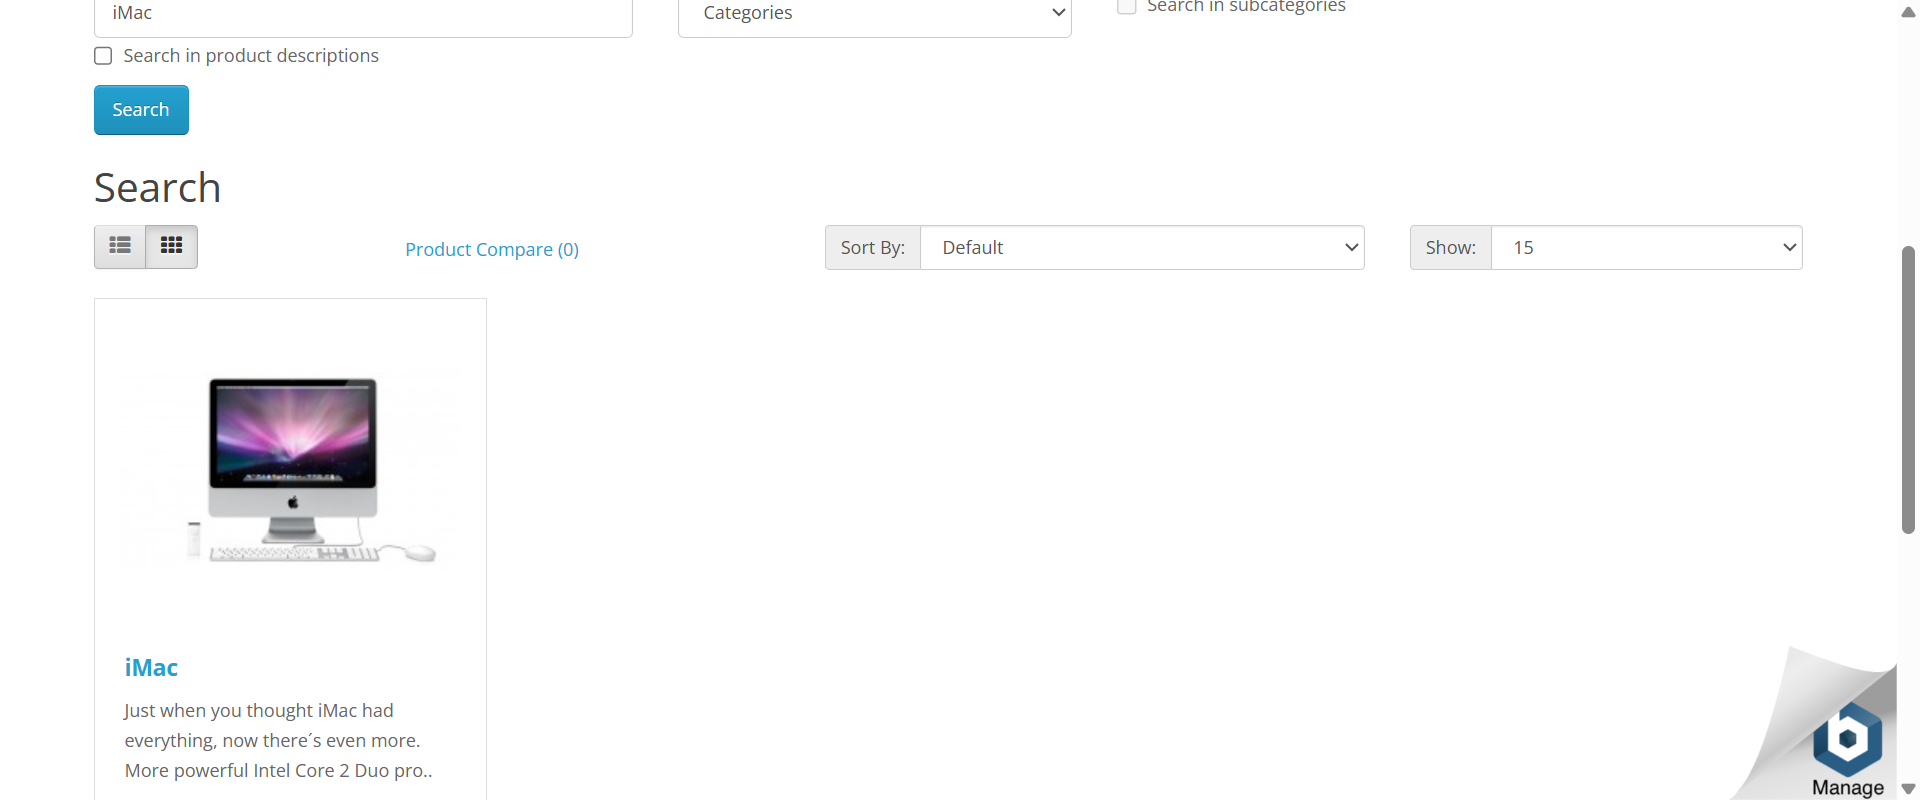 iMac
Categories
Search in subcategories
Search in product descriptions
Search
Search
Product Compare (0)
Sort By:
Default
Show:
15
iMac
Just when you thought iMac had
everything, now there´s even more.
More powerful Intel Core 2 Duo pro..
b
Manage